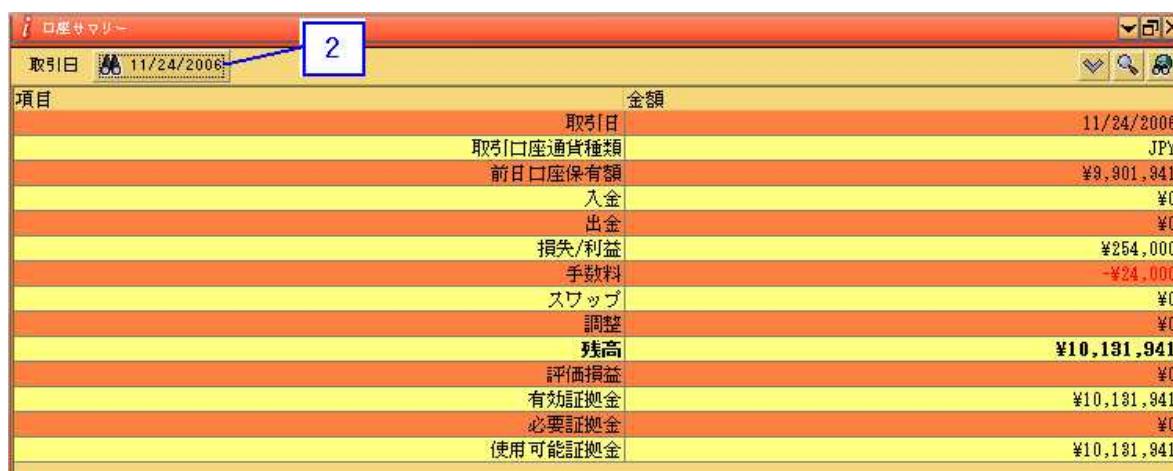 口座サマリー
2
取引日 11/24/2006
項目 金額
取引日 11/24/2006
取引口座通貨種類 JPY
前日口座保有額 ¥9,901,941
入金 ¥0
出金 ¥0
損失/利益 ¥254,000
手数料 -¥24,000
スワップ ¥0
調整 ¥0
残高 ¥10,131,941
評価損益 ¥0
有効証拠金 ¥10,131,941
必要証拠金 ¥0
使用可能証拠金 ¥10,131,941